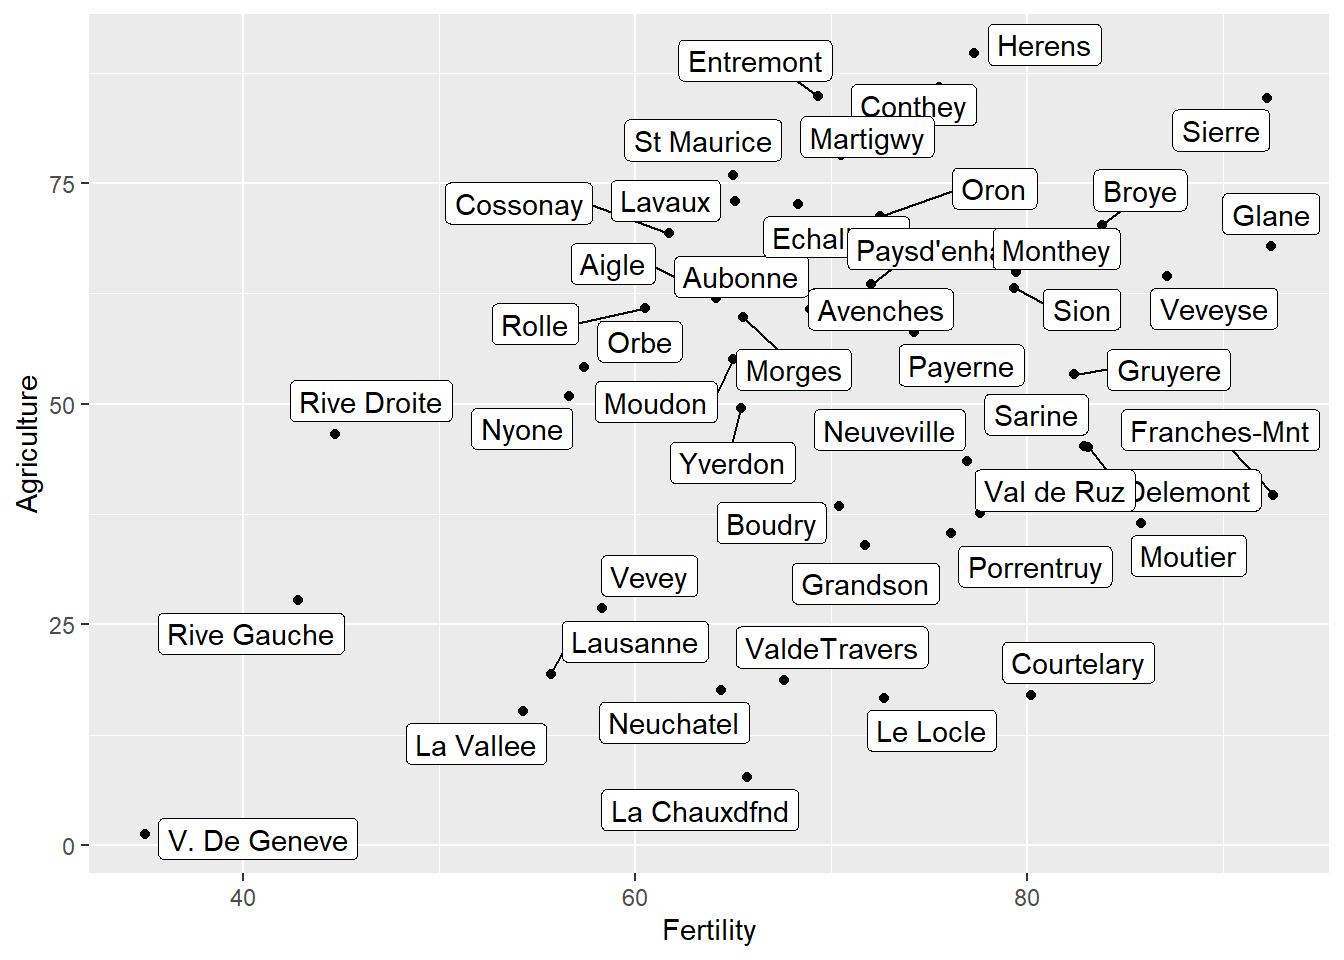 Herens
Entremont
Conthey
Sierre
Martigwy
St Maurice
75
Oron
Broye
Cossonay
Lavaux
Glane
Paysd'enha
Monthey
Aigle
Aubonne
Avenches
Sion
Veveyse
Rolle
Orbe
Morges
Payerne
Gruyere
Rive Droite
50
Moudon
Sarine
Nyone
Neuveville
Franches-Mnt
Yverdon
Val de Ruz
Delemont
Boudry
Moutier
Porrentruy
Vevey
Grandson
25
Rive Gauche
Lausanne
ValdeTravers
Courtelary
Neuchatel
Le Locle
La Vallee
La Chauxdfnd
V. De Geneve
0
40
60
80
Fertility
Agriculture